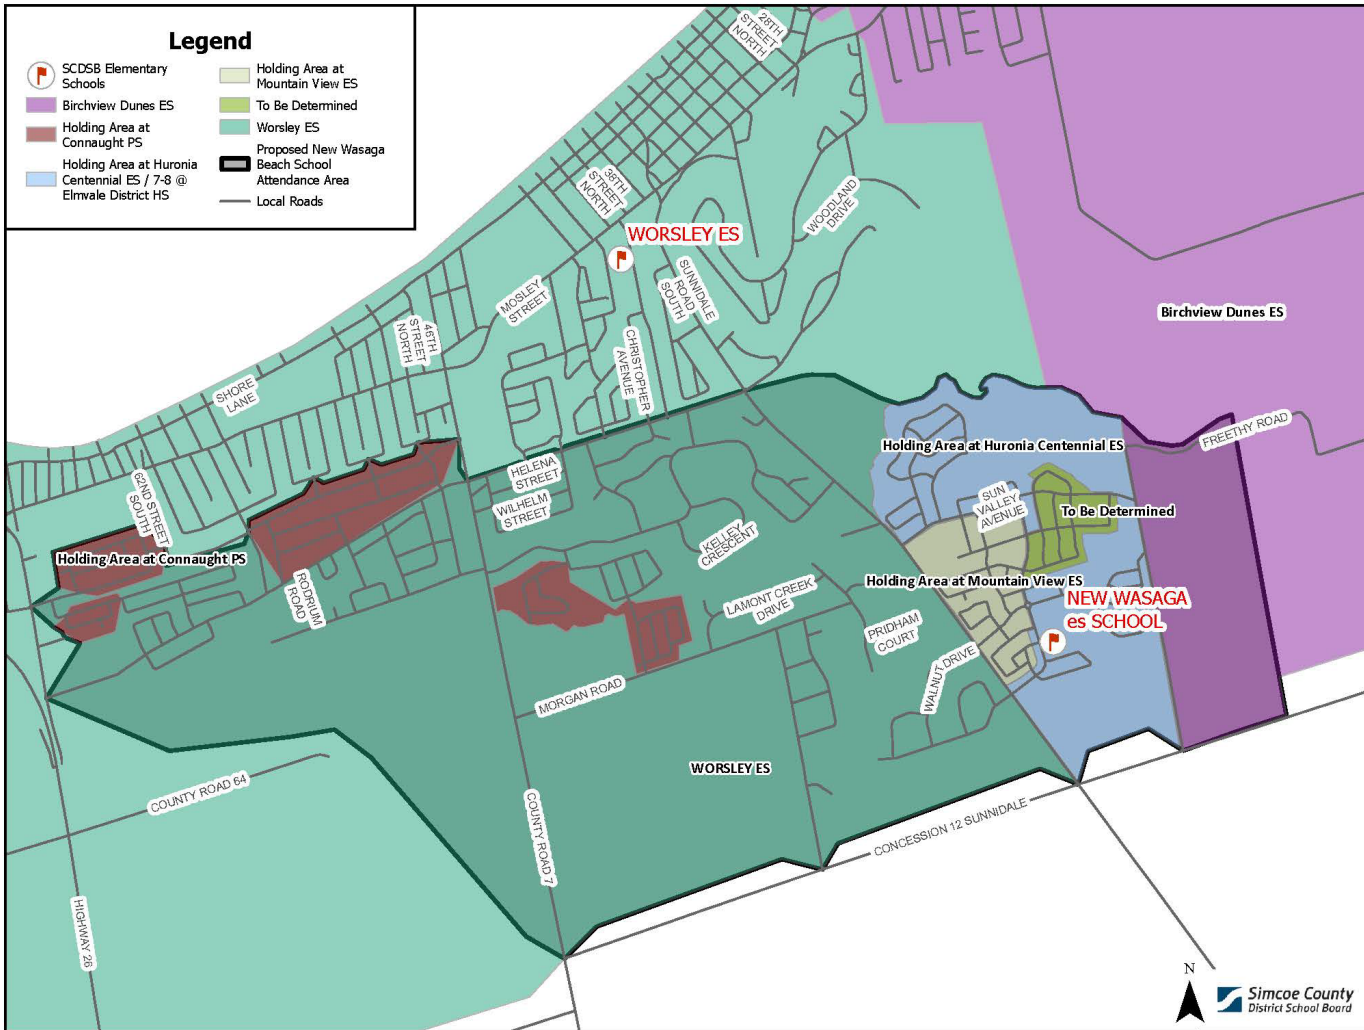 Legend
SCDSB Elementary
Schools
Birchview Dunes ES
Holding Area at
Connaught PS
Holding Area at Huronia
Centennial ES / 7-8 @
Elmvale District HS
Holding Area at
Mountain View ES
To Be Determined
Worsley ES
Proposed New Wasaga
Beach School
Attendance Area
Local Roads
28TH
STREET
NORTH
38TH
STREET
NORTH
WOODLAND
DRIVE
WORSLEY ES
SUNNIDALE
ROAD
SOUTH
MOSLEY
STREET
46TH
STREET
NORTH
CHRISTOPHER
AVENUE
SHORE
LANE
Birchview Dunes ES
FREETHY ROAD
Holding Area at Huronia Centennial ES
HELENA
STREET
WILHELM
STREET
62ND STREET
SOUTH
SUN
VALLEY
AVENUE
To Be Determined
KELLEY
CRESCENT
Holding Area at Connaught PS
Holding Area at Mountain View ES
RODRIUM
ROAD
LAMONT CREEK
DRIVE
NEW WASAGA
es SCHOOL
PRIDHAM
COURT
WALNUT DRIVE
MORGAN ROAD
WORSLEY ES
COUNTY ROAD 64
COUNTY ROAD 7
CONCESSION 12 SUNNIDALE
HIGHWAY 26
N
Simcoe County
District School Board